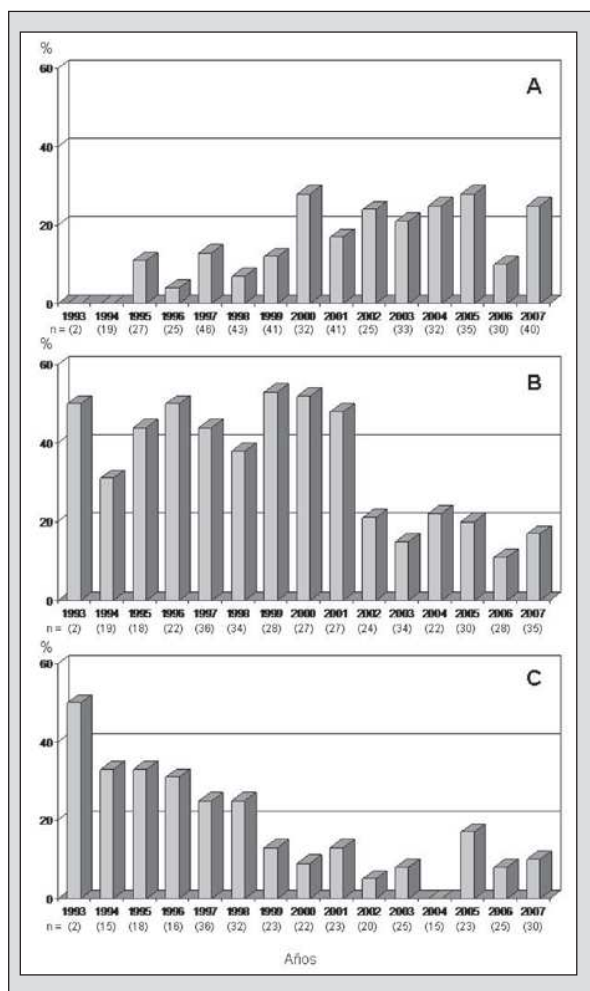 %
60
A
40
20
0
1993 1994 1995 1996 1997 1998 1999 2000 2001 2002 2003 2004 2005 2006 2007
n = (2) (19) (27) (25) (46) (43) (41) (32) (41) (25) (33) (32) (35) (30) (40)
%
60
B
40
20
0
1993 1994 1995 1996 1997 1998 1999 2000 2001 2002 2003 2004 2005 2006 2007
n = (2) (19) (18) (22) (36) (34) (28) (27) (27) (24) (34) (22) (30) (28) (35)
%
60
C
40
20
0
1993 1994 1995 1996 1997 1998 1999 2000 2001 2002 2003 2004 2005 2006 2007
n = (2) (15) (18) (16) (36) (32) (23) (22) (23) (20) (25) (15) (23) (25) (30)
Años